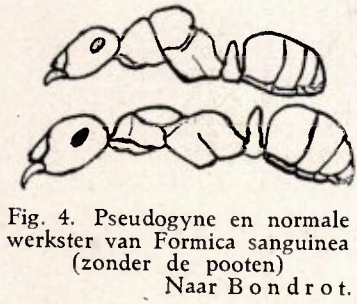 Fig. 4. Pseudogyne en normale
werkster van Formica sanguinea
(zonder de pooten)
Naar Bondrot.